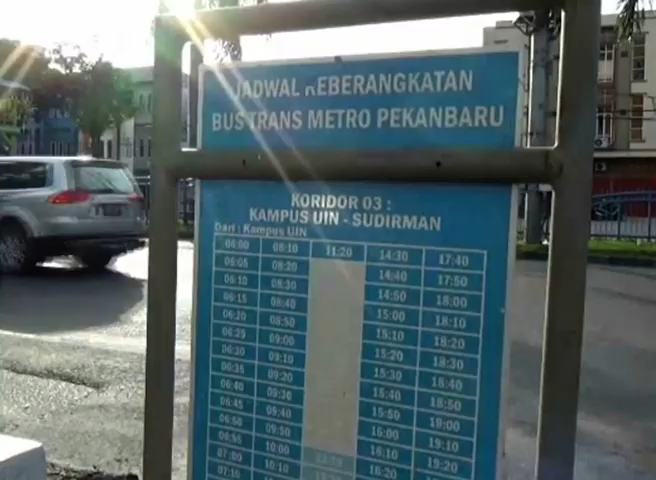 JADWAL KEBERANGKATAN
BUS TRANS METRO PEKANBARU
KORIDOR 03 :
KAMPUS UIN - SUDIRMAN
Dari : Kampus UIN
06:00 08:10 11:20 14:30 17:40
06:05 08:20 14:40 17:50
06:10 08:30 14:50 18:00
06:15 08:40 15:00 18:10
06:20 08:50 15:10 18:20
06:25 09:00 15:20 18:30
06:30 09:10 15:30 18:40
06:35 09:20 15:40 18:50
06:40 09:30 15:50 19:00
06:45 09:40 16:00 19:10
06:50 09:50 16:10 19:20
06:55 10:00
07:00 10:10 16:20
07:10